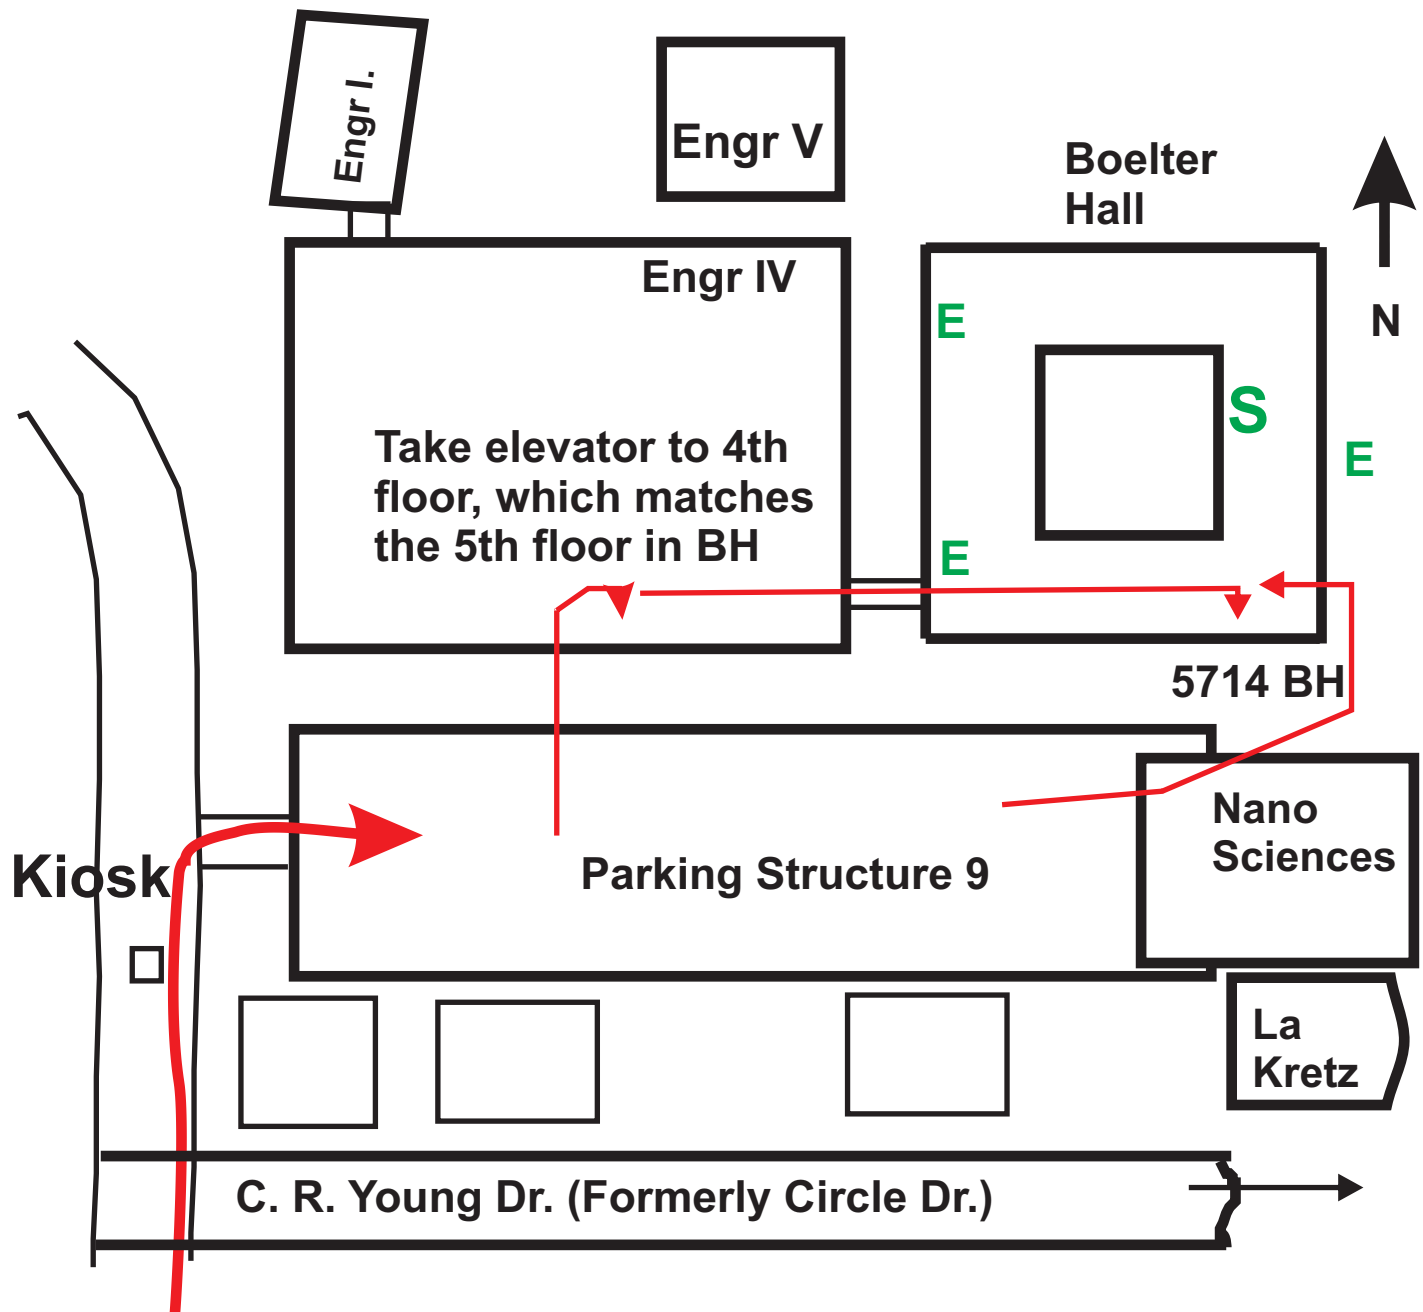 Engr I.
Engr V
Boelter
Hall
Engr IV
N
E
S
E
E
Take elevator to 4th
floor, which matches
the 5th floor in BH
5714 BH
Nano
Sciences
Kiosk
Parking Structure 9
La
Kretz
C. R. Young Dr. (Formerly Circle Dr.)